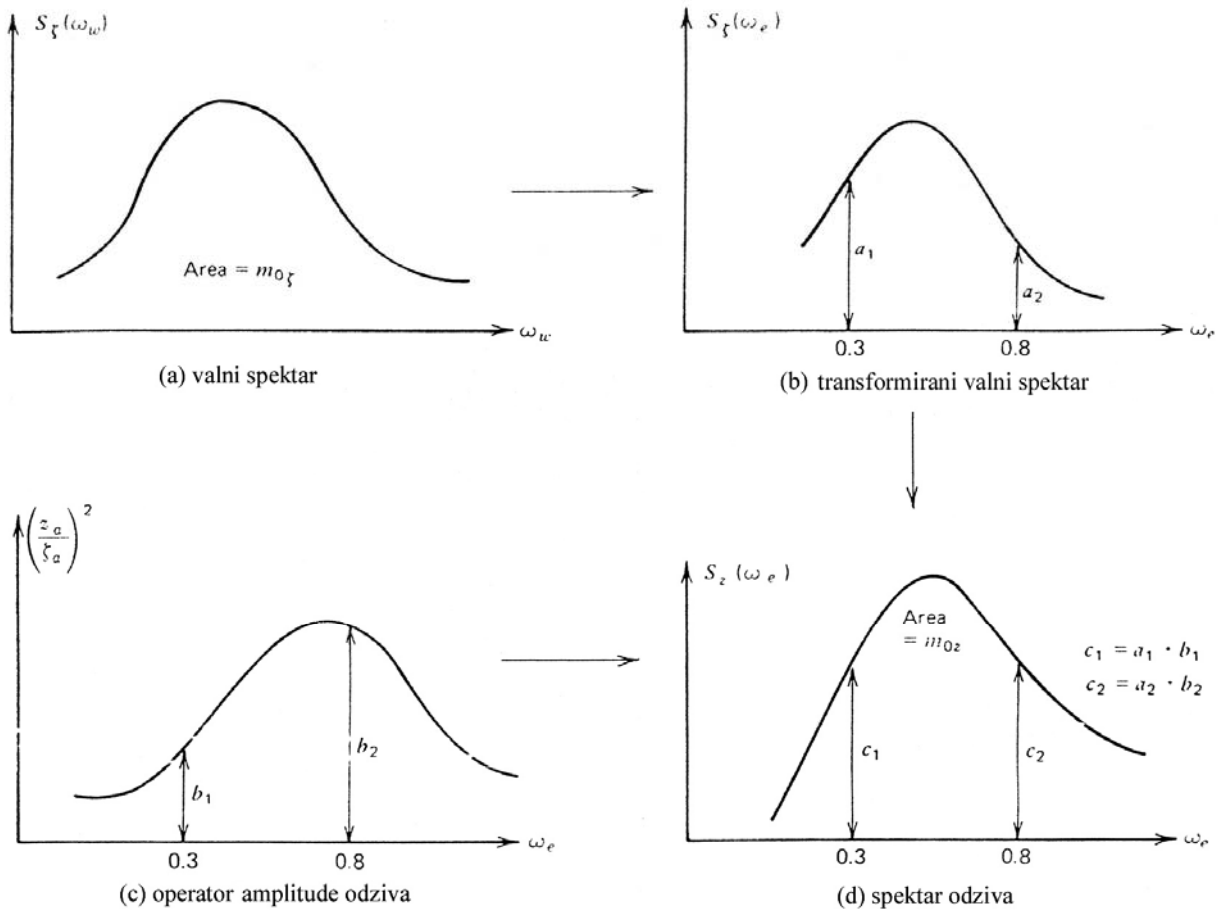 S_ζ(ω_w)
Area = m_0ζ
ω_w
(a) valni spektar
S_ζ(ω_e)
a_1
a_2
0.3
0.8
ω_e
(b) transformirani valni spektar
(z_a/ζ_a)^2
b_1
b_2
ω_e
0.3
0.8
(c) operator amplitude odziva
S_z(ω_e)
Area
= m_0z
c_1 = a_1 · b_1
c_2 = a_2 · b_2
c_1
c_2
ω_e
0.3
0.8
(d) spektar odziva